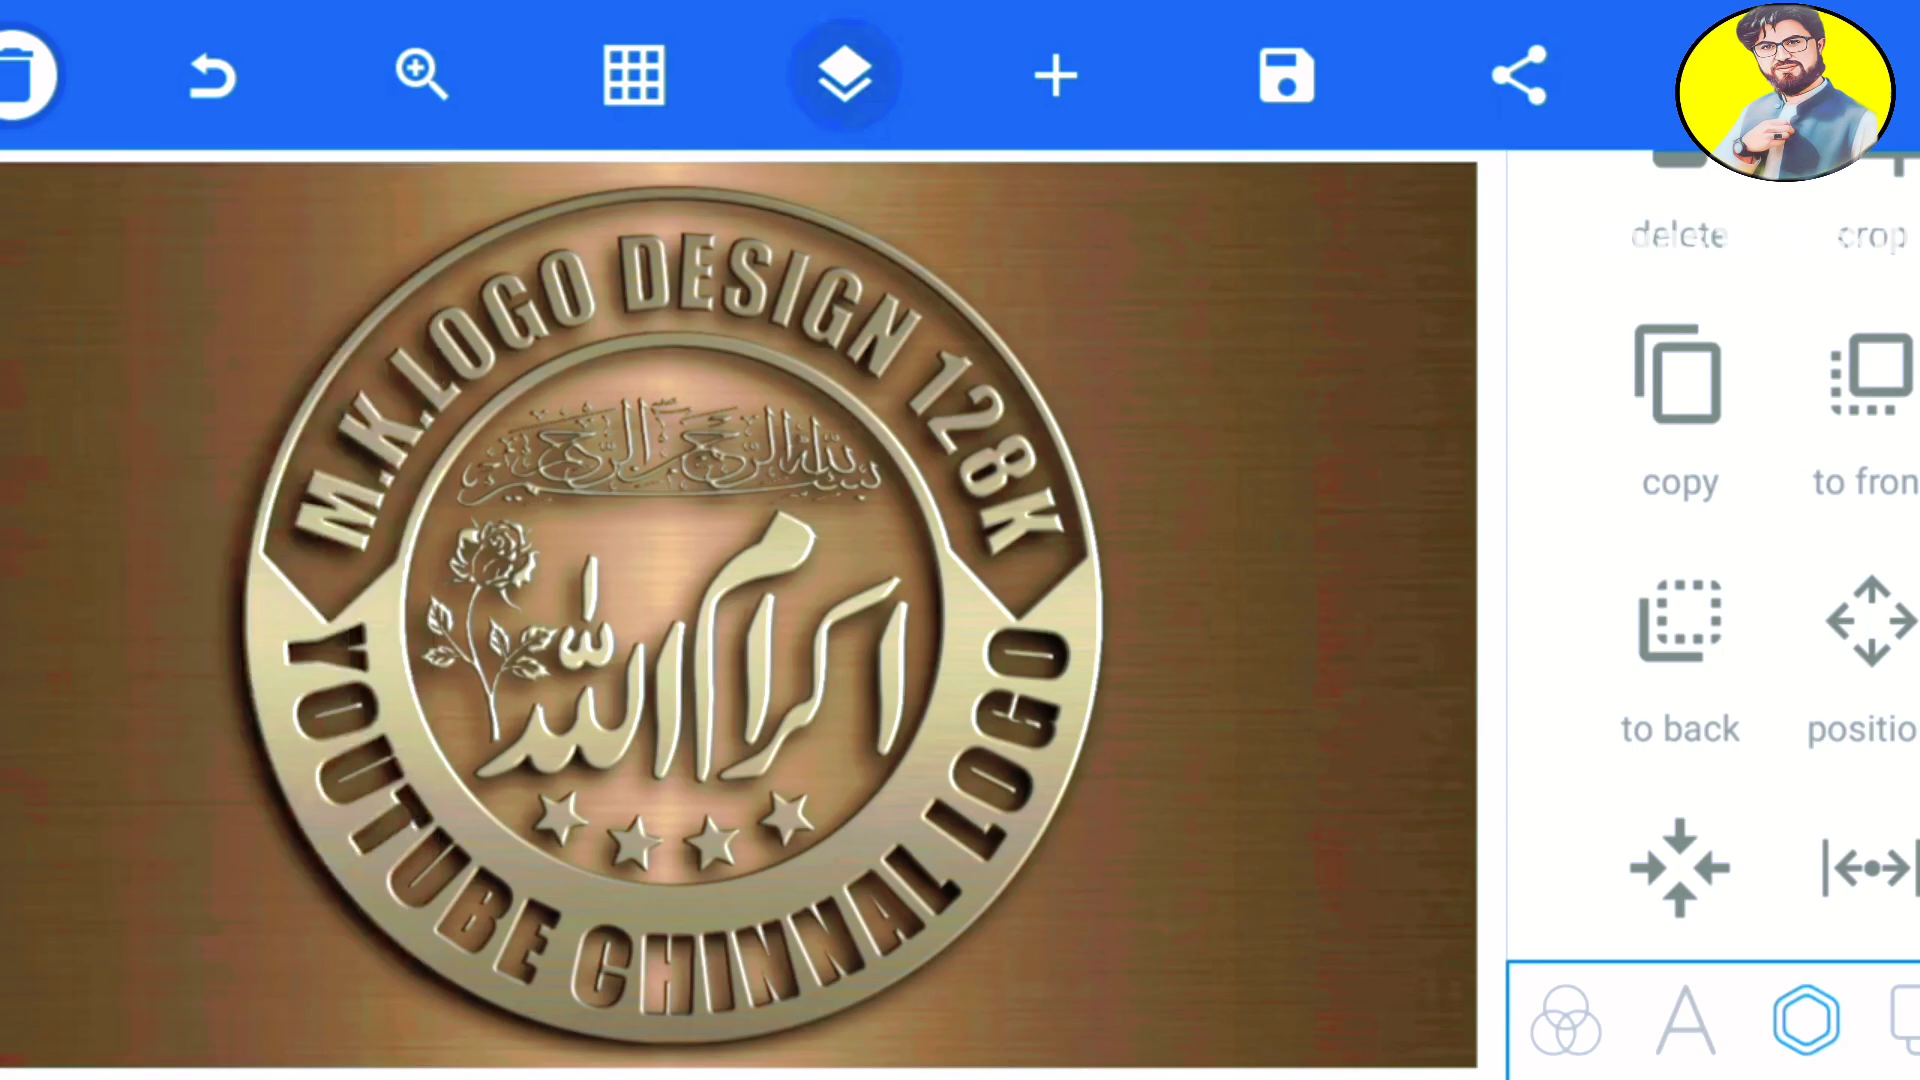 M.K.LOGO DESIGN 128K
بسم الله الرحمن الرحيم
اکرام اللہ
YOUTUBE CHINNAL LOGO
delete
crop
copy
to fron
to back
positio